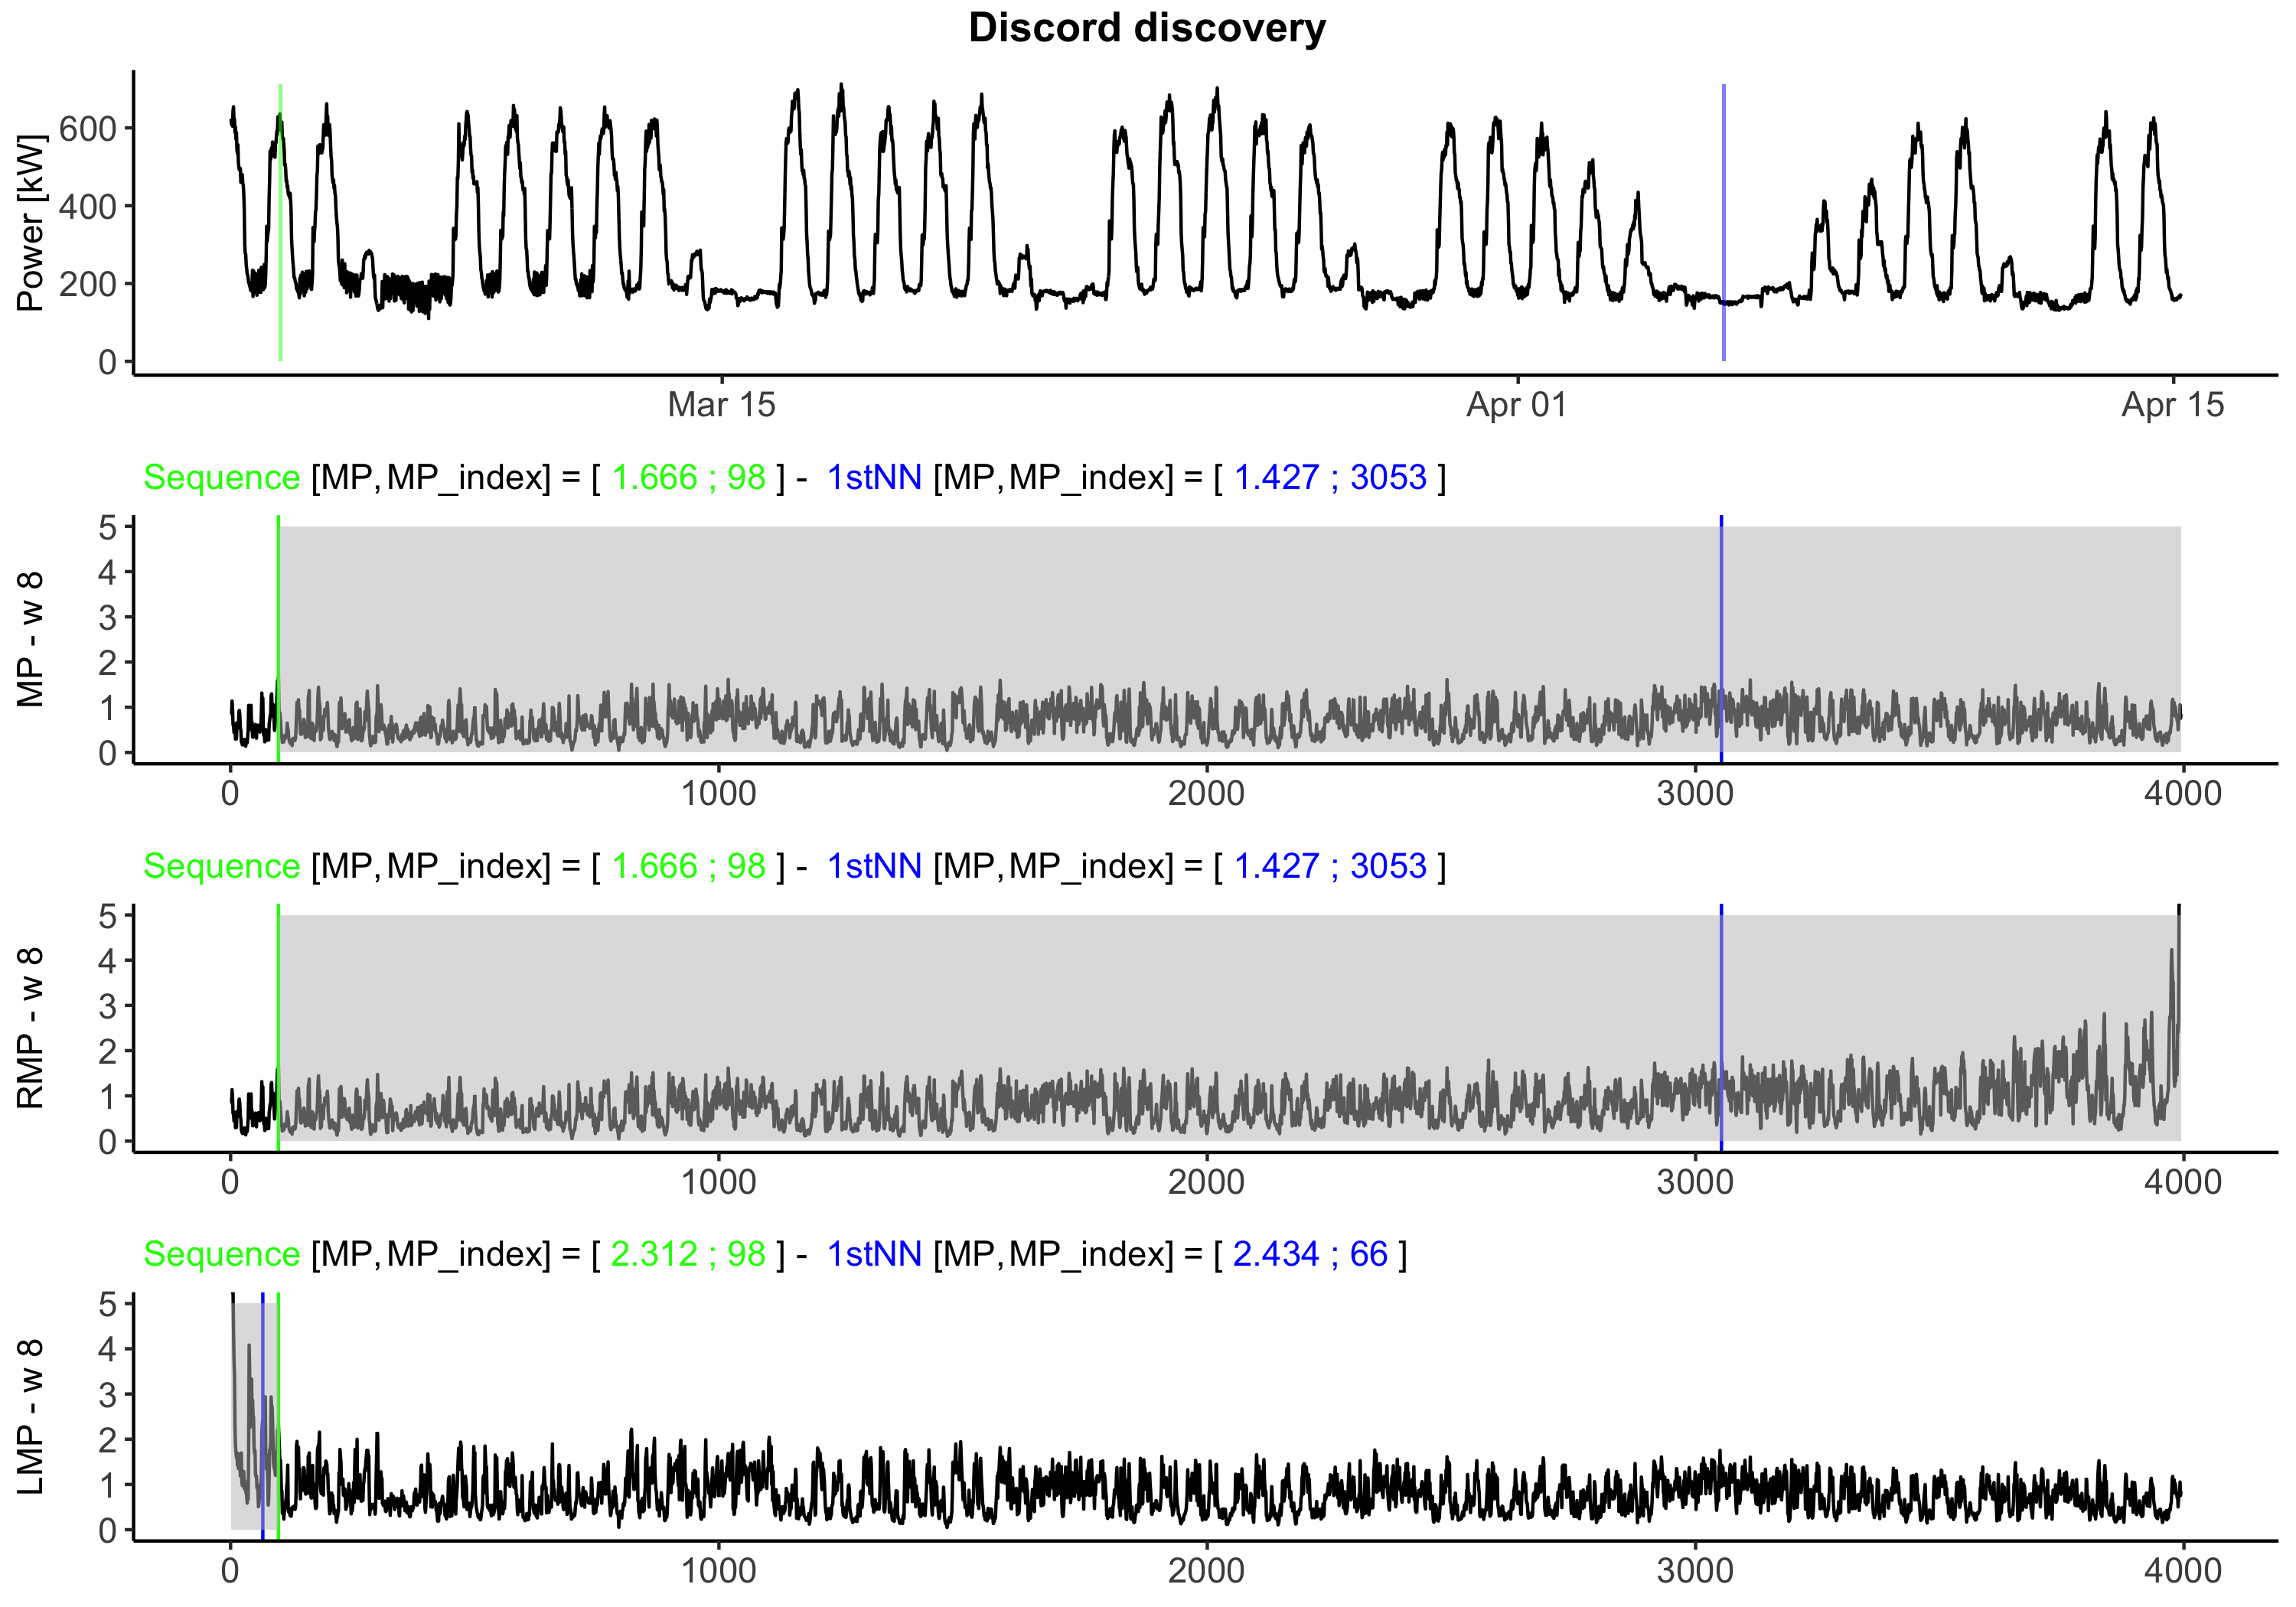 Discord discovery
Power [kW]
600
400
200
0
Mar 15 Apr 01 Apr 15
Sequence [MP, MP_index] = [ 1.666 ; 98 ] - 1stNN [MP, MP_index] = [ 1.427 ; 3053 ]
MP - w 8
5
4
3
2
1
0
0 1000 2000 3000 4000
Sequence [MP, MP_index] = [ 1.666 ; 98 ] - 1stNN [MP, MP_index] = [ 1.427 ; 3053 ]
RMP - w 8
5
4
3
2
1
0
0 1000 2000 3000 4000
Sequence [MP, MP_index] = [ 2.312 ; 98 ] - 1stNN [MP, MP_index] = [ 2.434 ; 66 ]
LMP - w 8
5
4
3
2
1
0
0 1000 2000 3000 4000